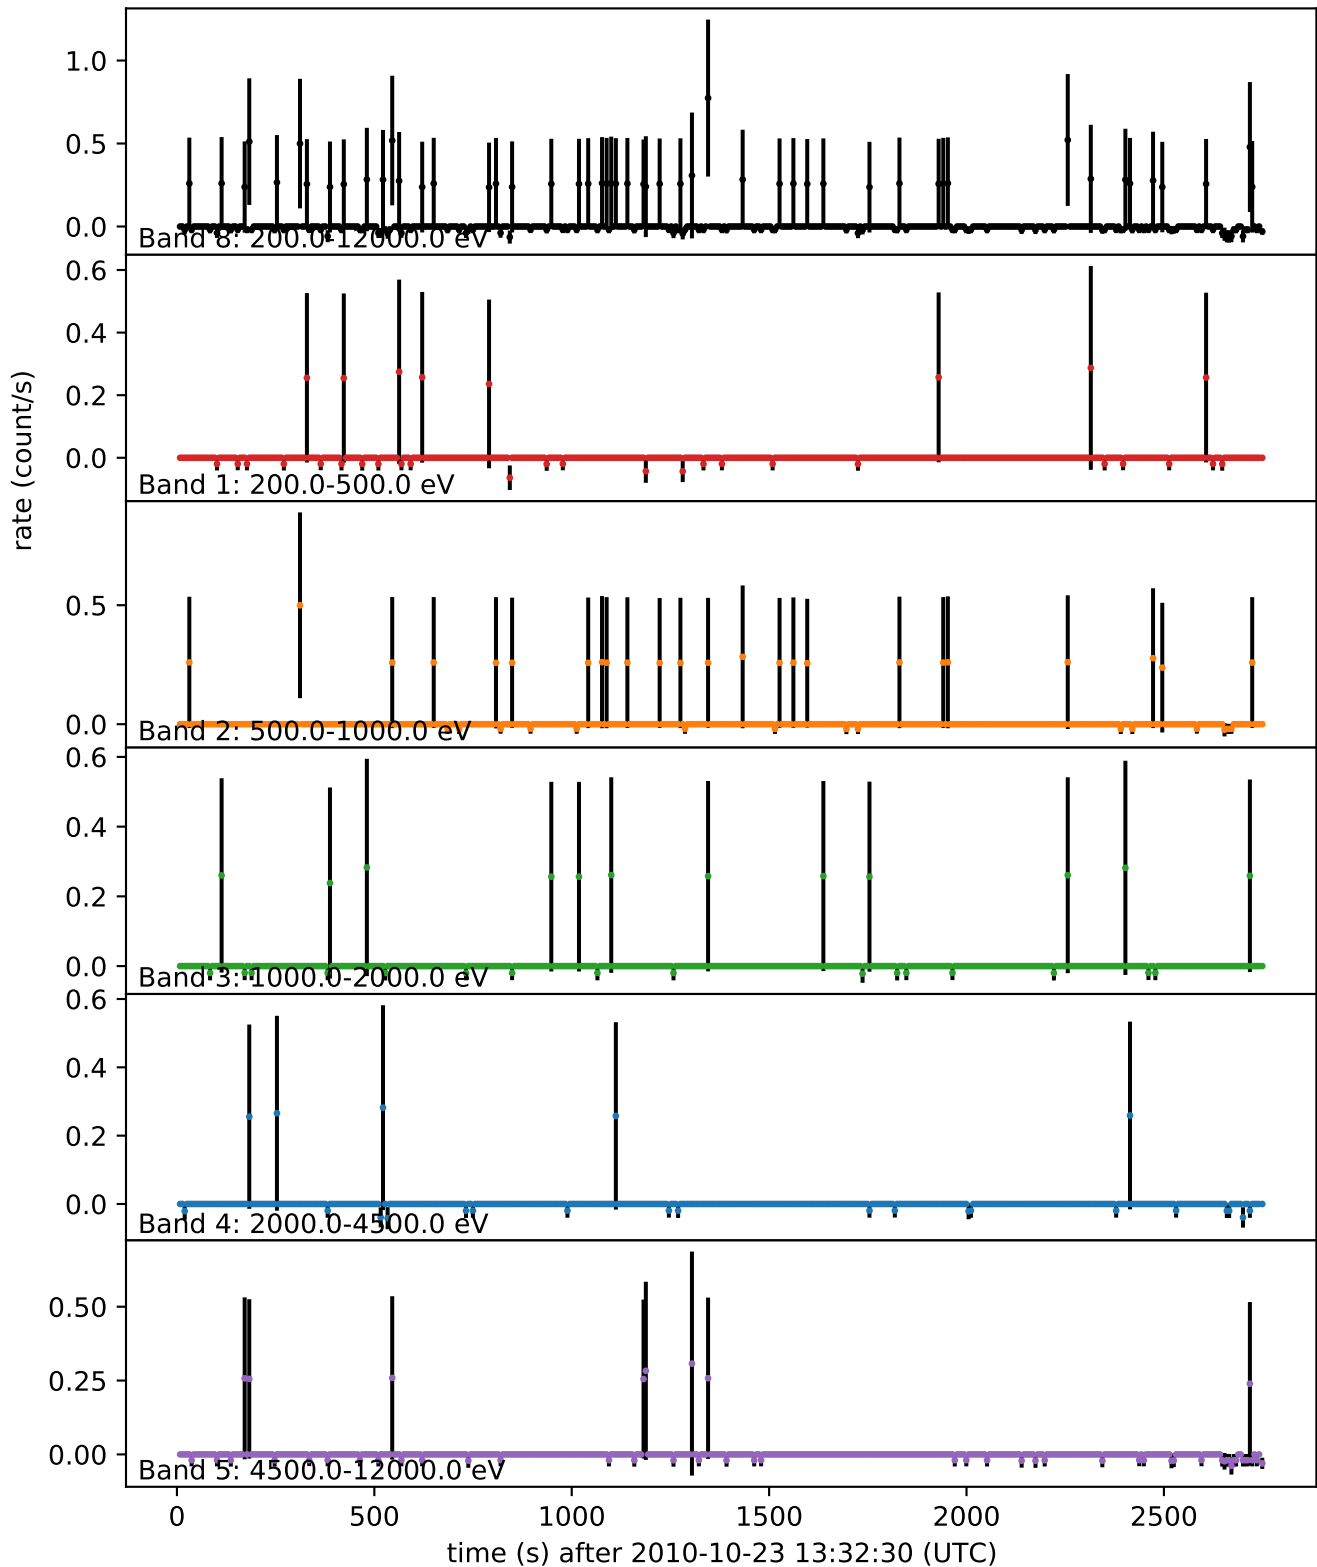 1.0
0.5
0.0
Band 8: 200.0-12000.0 eV
0.6
0.4
0.2
0.0
Band 1: 200.0-500.0 eV
rate (count/s)
0.5
0.0
Band 2: 500.0-1000.0 eV
0.6
0.4
0.2
0.0
Band 3: 1000.0-2000.0 eV
0.6
0.4
0.2
0.0
Band 4: 2000.0-4500.0 eV
0.50
0.25
0.00
Band 5: 4500.0-12000.0 eV
0 500 1000 1500 2000 2500
time (s) after 2010-10-23 13:32:30 (UTC)